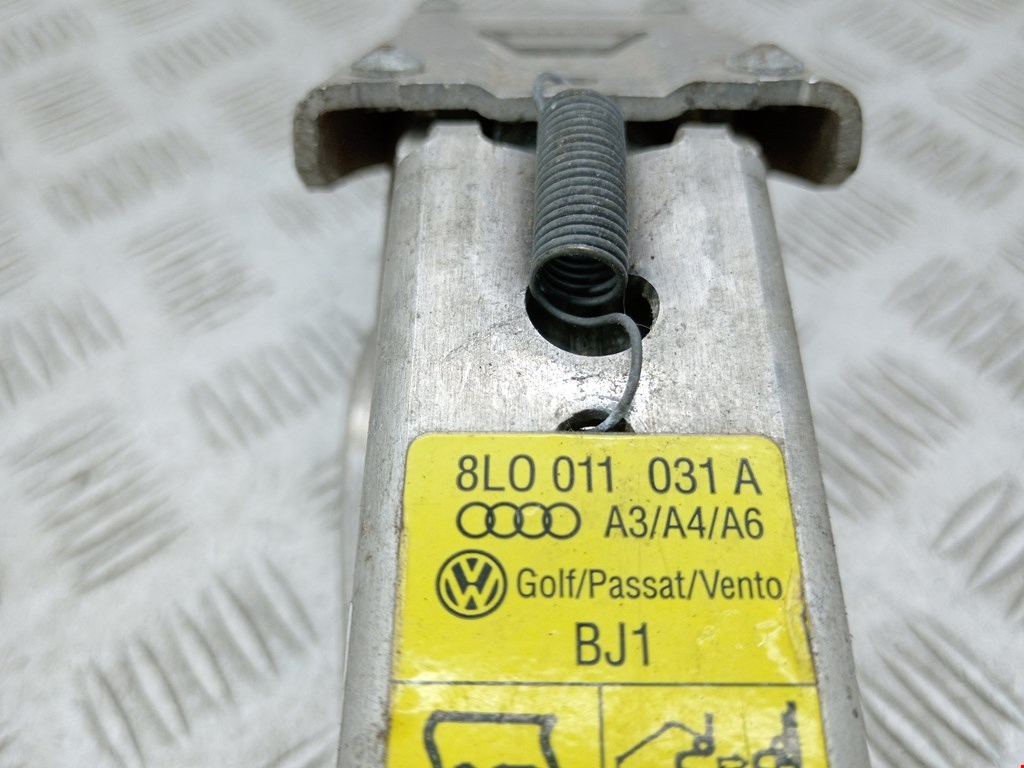 8L0 011 031 A
A3/A4/A6
Golf/Passat/Vento
BJ1